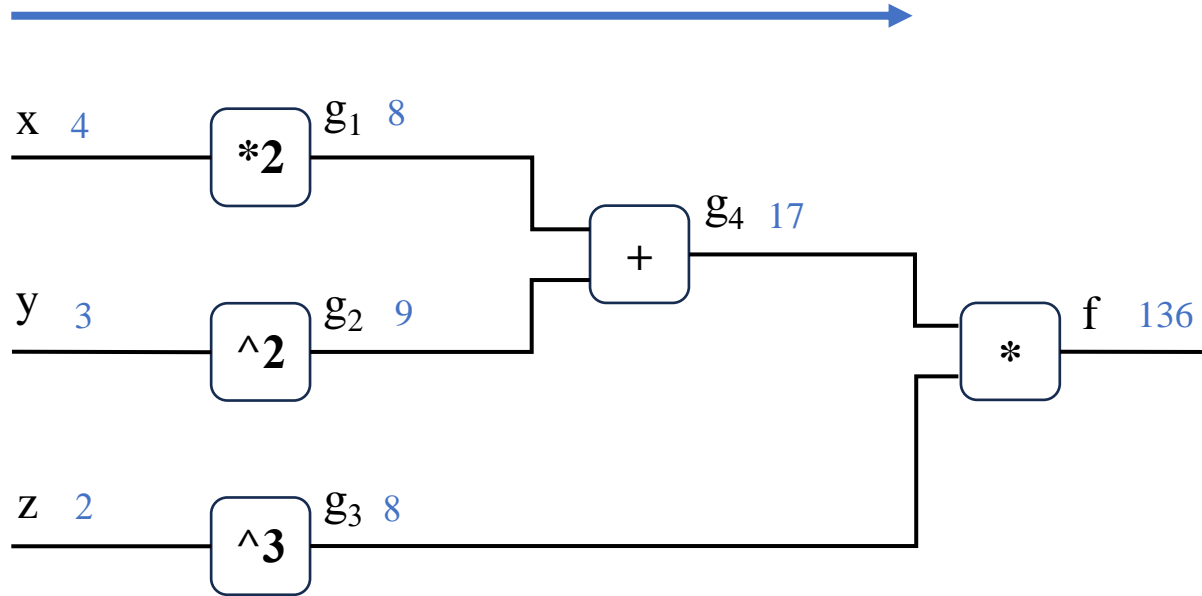 x 4 *2 g₁ 8
+ g₄ 17
y 3 ^2 g₂ 9
* f 136
z 2 ^3 g₃ 8